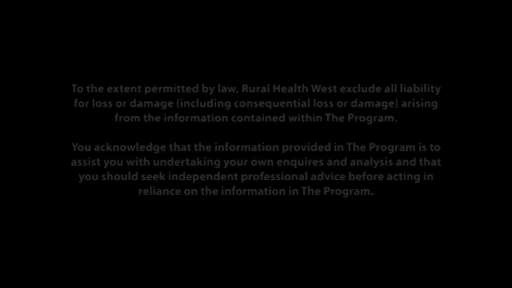 To the extent permitted by law, Rural Health West exclude all liability
for loss or damage (including consequential loss or damage) arising
from the information contained within The Program.
You acknowledge that the information provided in The Program is to
assist you with undertaking your own enquires and analysis and that
you should seek independent professional advice before acting in
reliance on the information in The Program.